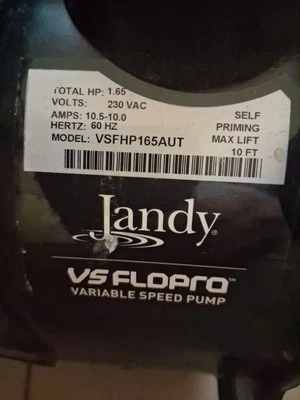 TOTAL HP: 1.65
VOLTS: 230 VAC
AMPS: 10.5-10.0 SELF
HERTZ: 60 HZ PRIMING
MODEL: VSFHP165AUT MAX LIFT
10 FT
Jandy®
VS FLOPRO™
VARIABLE SPEED PUMP